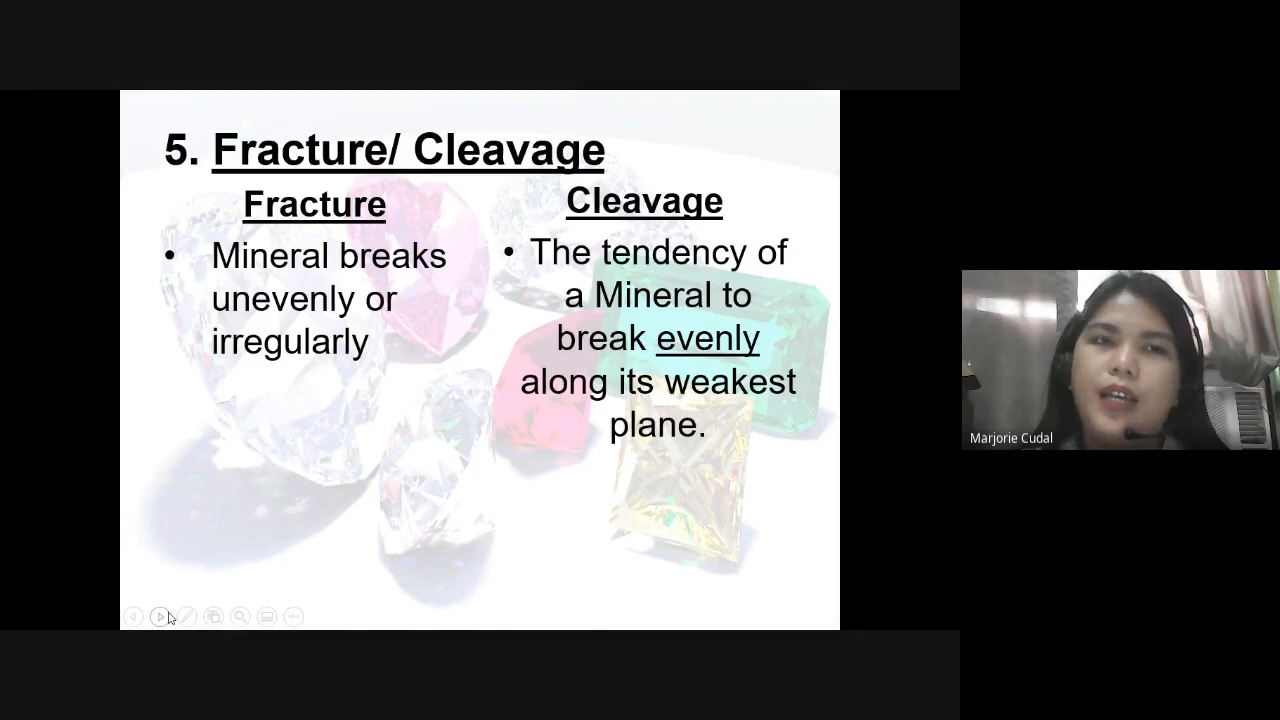 5. Fracture/ Cleavage
Fracture
• Mineral breaks
unevenly or
irregularly
Cleavage
• The tendency of
a Mineral to
break evenly
along its weakest
plane.
Marjorie Cudal